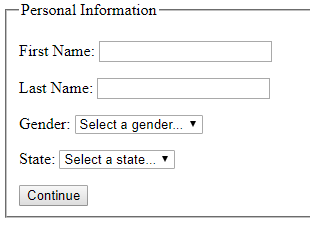 Personal Information
First Name:
Last Name:
Gender: Select a gender...
State: Select a state...
Continue